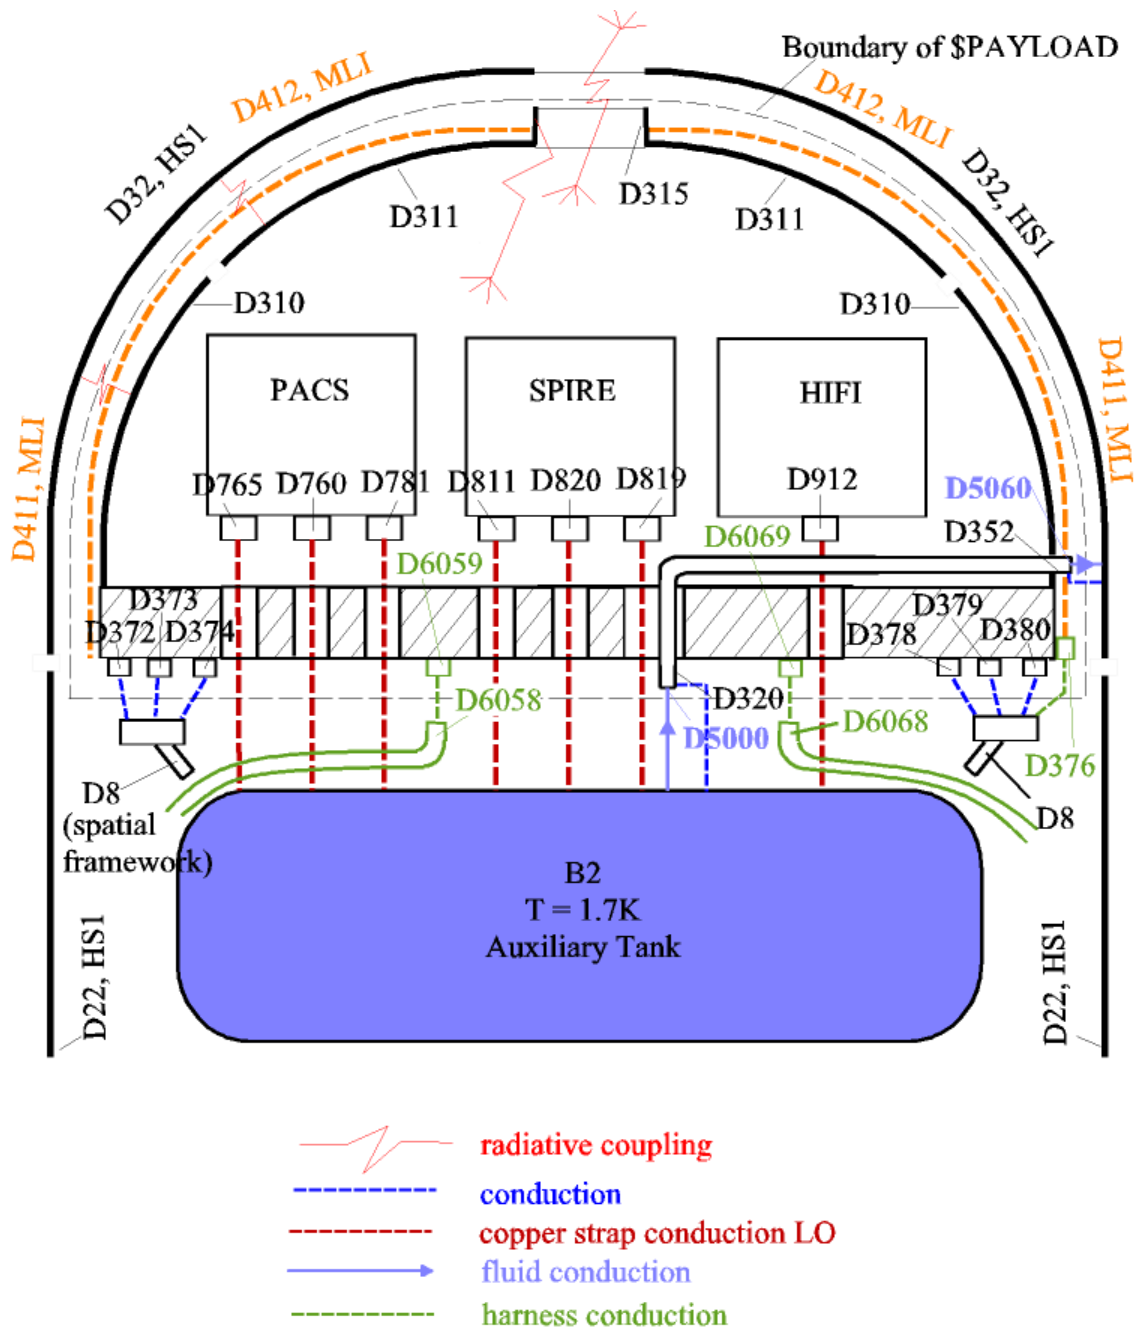 Boundary of $PAYLOAD
D412, MLI
D412, MLI
D32, HS1
D32, HS1
D311
D315
D311
D310
D310
PACS
SPIRE
HIFI
D411, MLI
D411, MLI
D765
D760
D781
D811
D820
D819
D912
D5060
D352
D6059
D6069
D373
D372
D374
D379
D378
D380
D6058
D320
D5000
D6068
D376
D8
(spatial
framework)
D8
B2
T = 1.7K
Auxiliary Tank
D22, HS1
D22, HS1
radiative coupling
conduction
copper strap conduction LO
fluid conduction
harness conduction